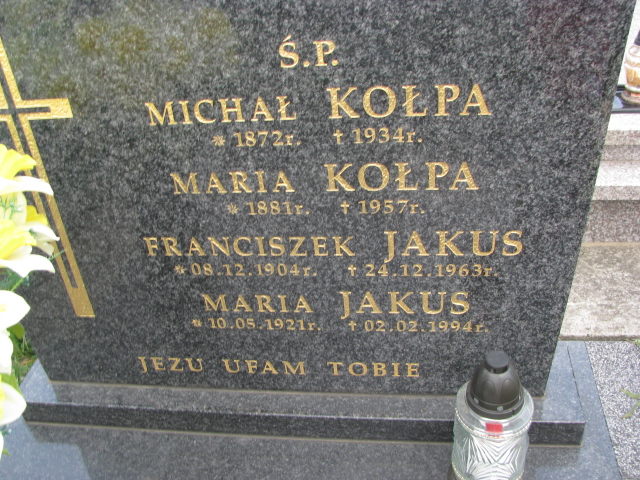 Ś.P.
MICHAŁ KOŁPA
* 1872r. † 1934r.
MARIA KOŁPA
* 1881r. † 1957r.
FRANCISZEK JAKUS
* 08.12.1904r. † 24.12.1963r.
MARIA JAKUS
* 10.05.1921r. † 02.02.1994r.
JEZU UFAM TOBIE